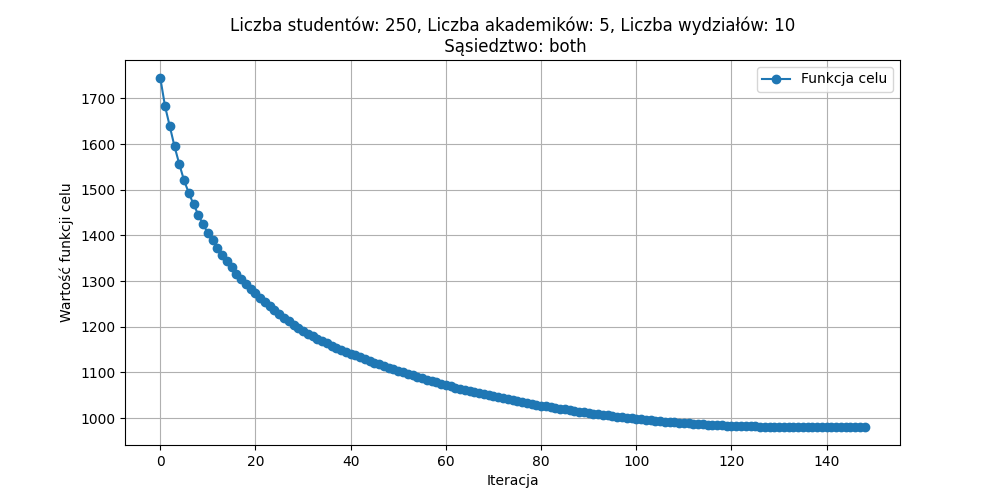 Liczba studentów: 250, Liczba akademików: 5, Liczba wydziałów: 10
Sąsiedztwo: both
Funkcja celu
1700
1600
1500
1400
1300
1200
1100
1000
Wartość funkcji celu
0 20 40 60 80 100 120 140
Iteracja